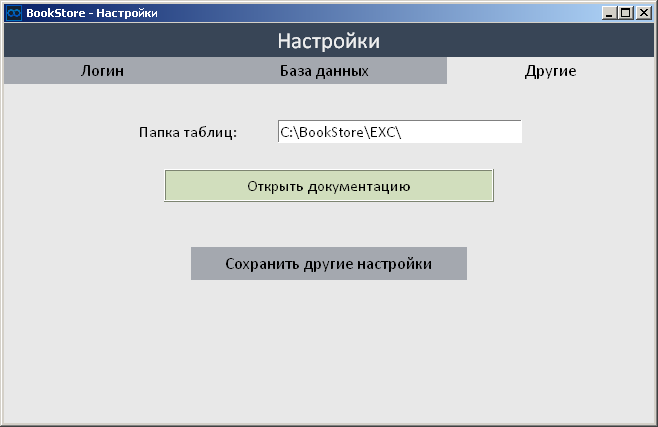 BookStore - Настройки
Настройки
Логин База данных Другие
Папка таблиц: C:\BookStore\EXC\
Открыть документацию
Сохранить другие настройки